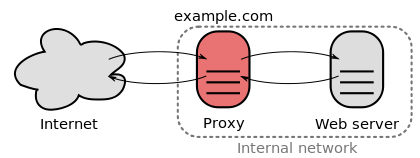 example.com
Internet
Proxy
Web server
Internal network